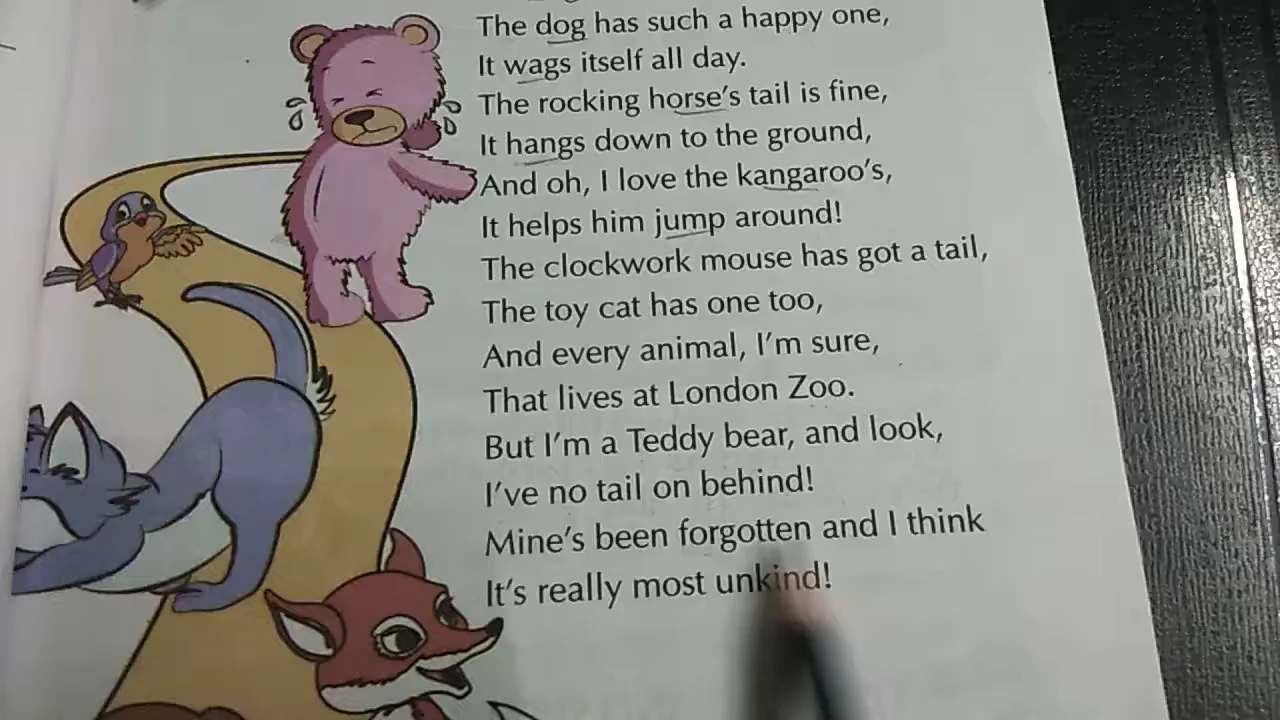 The dog has such a happy one,
It wags itself all day.
The rocking horse's tail is fine,
It hangs down to the ground,
And oh, I love the kangaroo's,
It helps him jump around!
The clockwork mouse has got a tail,
The toy cat has one too,
And every animal, I'm sure,
That lives at London Zoo.
But I'm a Teddy bear, and look,
I've no tail on behind!
Mine's been forgotten and I think
It's really most unkind!